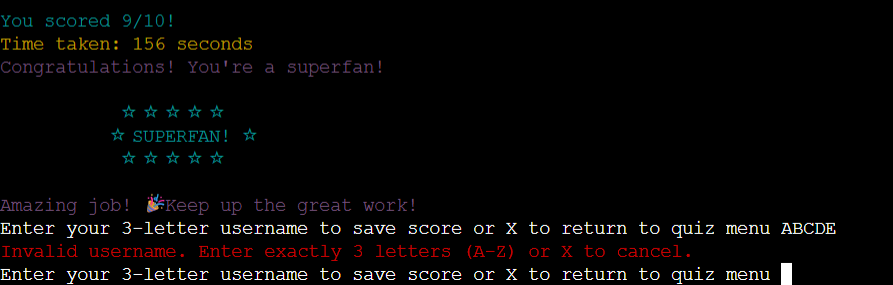 You scored 9/10!
Time taken: 156 seconds
Congratulations! You're a superfan!
☆ ☆ ☆ ☆ ☆
☆ SUPERFAN! ☆
☆ ☆ ☆ ☆ ☆
Amazing job! 🎉Keep up the great work!
Enter your 3-letter username to save score or X to return to quiz menu ABCDE
Invalid username. Enter exactly 3 letters (A-Z) or X to cancel.
Enter your 3-letter username to save score or X to return to quiz menu